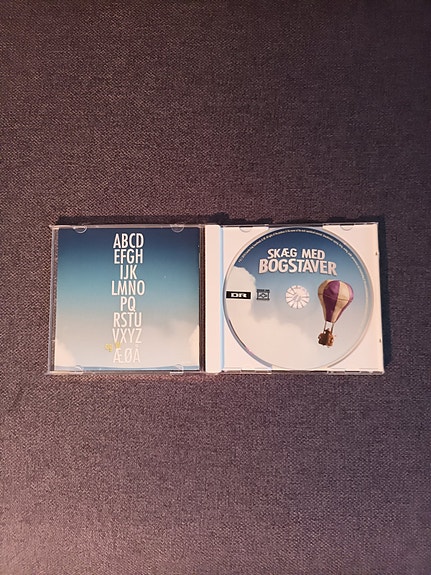 ABCD
EFGH
IJK
LMNO
PQ
RSTU
VXYZ
ÆØÅ
SKÆG MED
BOGSTAVER
DR